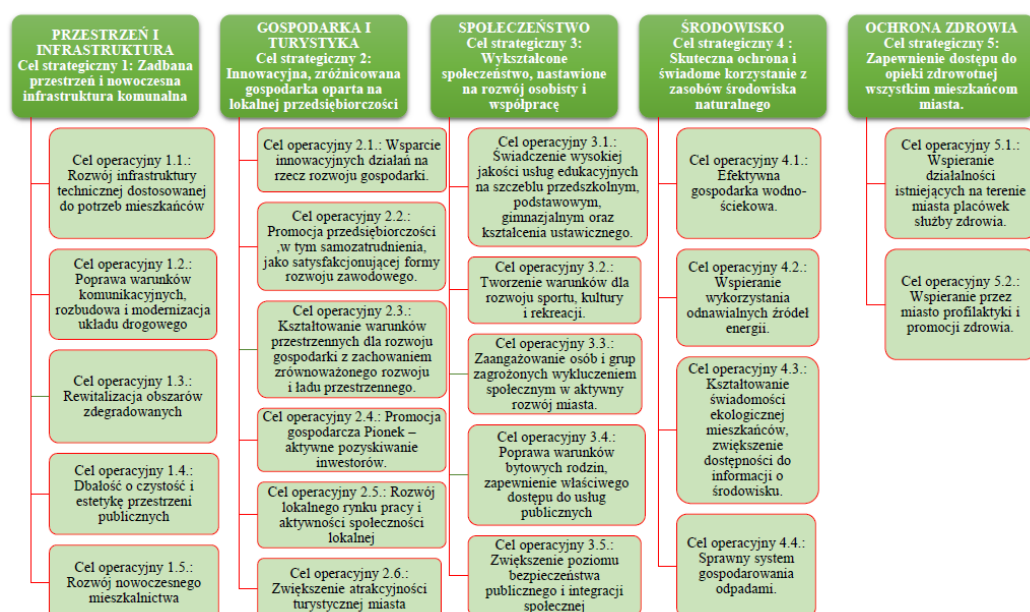 PRZESTRZEŃ I
INFRASTRUKTURA
Cel strategiczny 1: Zadbana
przestrzeń i nowoczesna
infrastruktura komunalna
Cel operacyjny 1.1.:
Rozwój infrastruktury
technicznej dostosowanej
do potrzeb mieszkańców
Cel operacyjny 1.2.:
Poprawa warunków
komunikacyjnych,
rozbudowa i modernizacja
układu drogowego
Cel operacyjny 1.3.:
Rewitalizacja obszarów
zdegradowanych
Cel operacyjny 1.4.:
Dbałość o czystość i
estetykę przestrzeni
publicznych
Cel operacyjny 1.5.:
Rozwój nowoczesnego
mieszkalnictwa
GOSPODARKA I
TURYSTYKA
Cel strategiczny 2:
Innowacyjna, zróżnicowana
gospodarka oparta na
lokalnej przedsiębiorczości
Cel operacyjny 2.1.: Wsparcie
innowacyjnych działań na
rzecz rozwoju gospodarki.
Cel operacyjny 2.2.:
Promocja przedsiębiorczości
,w tym samozatrudnienia,
jako satysfakcjonującej formy
rozwoju zawodowego.
Cel operacyjny 2.3.:
Kształtowanie warunków
przestrzennych dla rozwoju
gospodarki z zachowaniem
zrównoważonego rozwoju
i ładu przestrzennego.
Cel operacyjny 2.4.: Promocja
gospodarcza Pionek –
aktywne pozyskiwanie
inwestorów.
Cel operacyjny 2.5.: Rozwój
lokalnego rynku pracy i
aktywności społeczności
lokalnej
Cel operacyjny 2.6.:
Zwiększenie atrakcyjności
turystycznej miasta
SPOŁECZEŃSTWO
Cel strategiczny 3:
Wykształcone
społeczeństwo, nastawione
na rozwój osobisty i
współpracę
Cel operacyjny 3.1.:
Świadczenie wysokiej
jakości usług edukacyjnych
na szczeblu przedszkolnym,
podstawowym,
gimnazjalnym oraz
kształcenia ustawicznego.
Cel operacyjny 3.2.:
Tworzenie warunków dla
rozwoju sportu, kultury
i rekreacji.
Cel operacyjny 3.3.:
Zaangażowanie osób i grup
zagrożonych wykluczeniem
społecznym w aktywny
rozwój miasta.
Cel operacyjny 3.4.:
Poprawa warunków
bytowych rodzin,
zapewnienie właściwego
dostępu do usług
publicznych
Cel operacyjny 3.5.:
Zwiększenie poziomu
bezpieczeństwa
publicznego i integracji
społecznej
ŚRODOWISKO
Cel strategiczny 4 :
Skuteczna ochrona i
świadome korzystanie z
zasobów środowiska
naturalnego
Cel operacyjny 4.1.:
Efektywna
gospodarka wodno-
ściekowa.
Cel operacyjny 4.2.:
Wspieranie
wykorzystania
odnawialnych źródeł
energii.
Cel operacyjny 4.3.:
Kształtowanie
świadomości
ekologicznej
mieszkańców,
zwiększenie
dostępności do
informacji o
środowisku.
Cel operacyjny 4.4.:
Sprawny system
gospodarowania
odpadami.
OCHRONA ZDROWIA
Cel strategiczny 5:
Zapewnienie dostępu do
opieki zdrowotnej
wszystkim mieszkańcom
miasta.
Cel operacyjny 5.1.:
Wspieranie
działalności
istniejących na terenie
miasta placówek
służby zdrowia.
Cel operacyjny 5.2.:
Wspieranie przez
miasto profilaktyki i
promocji zdrowia.